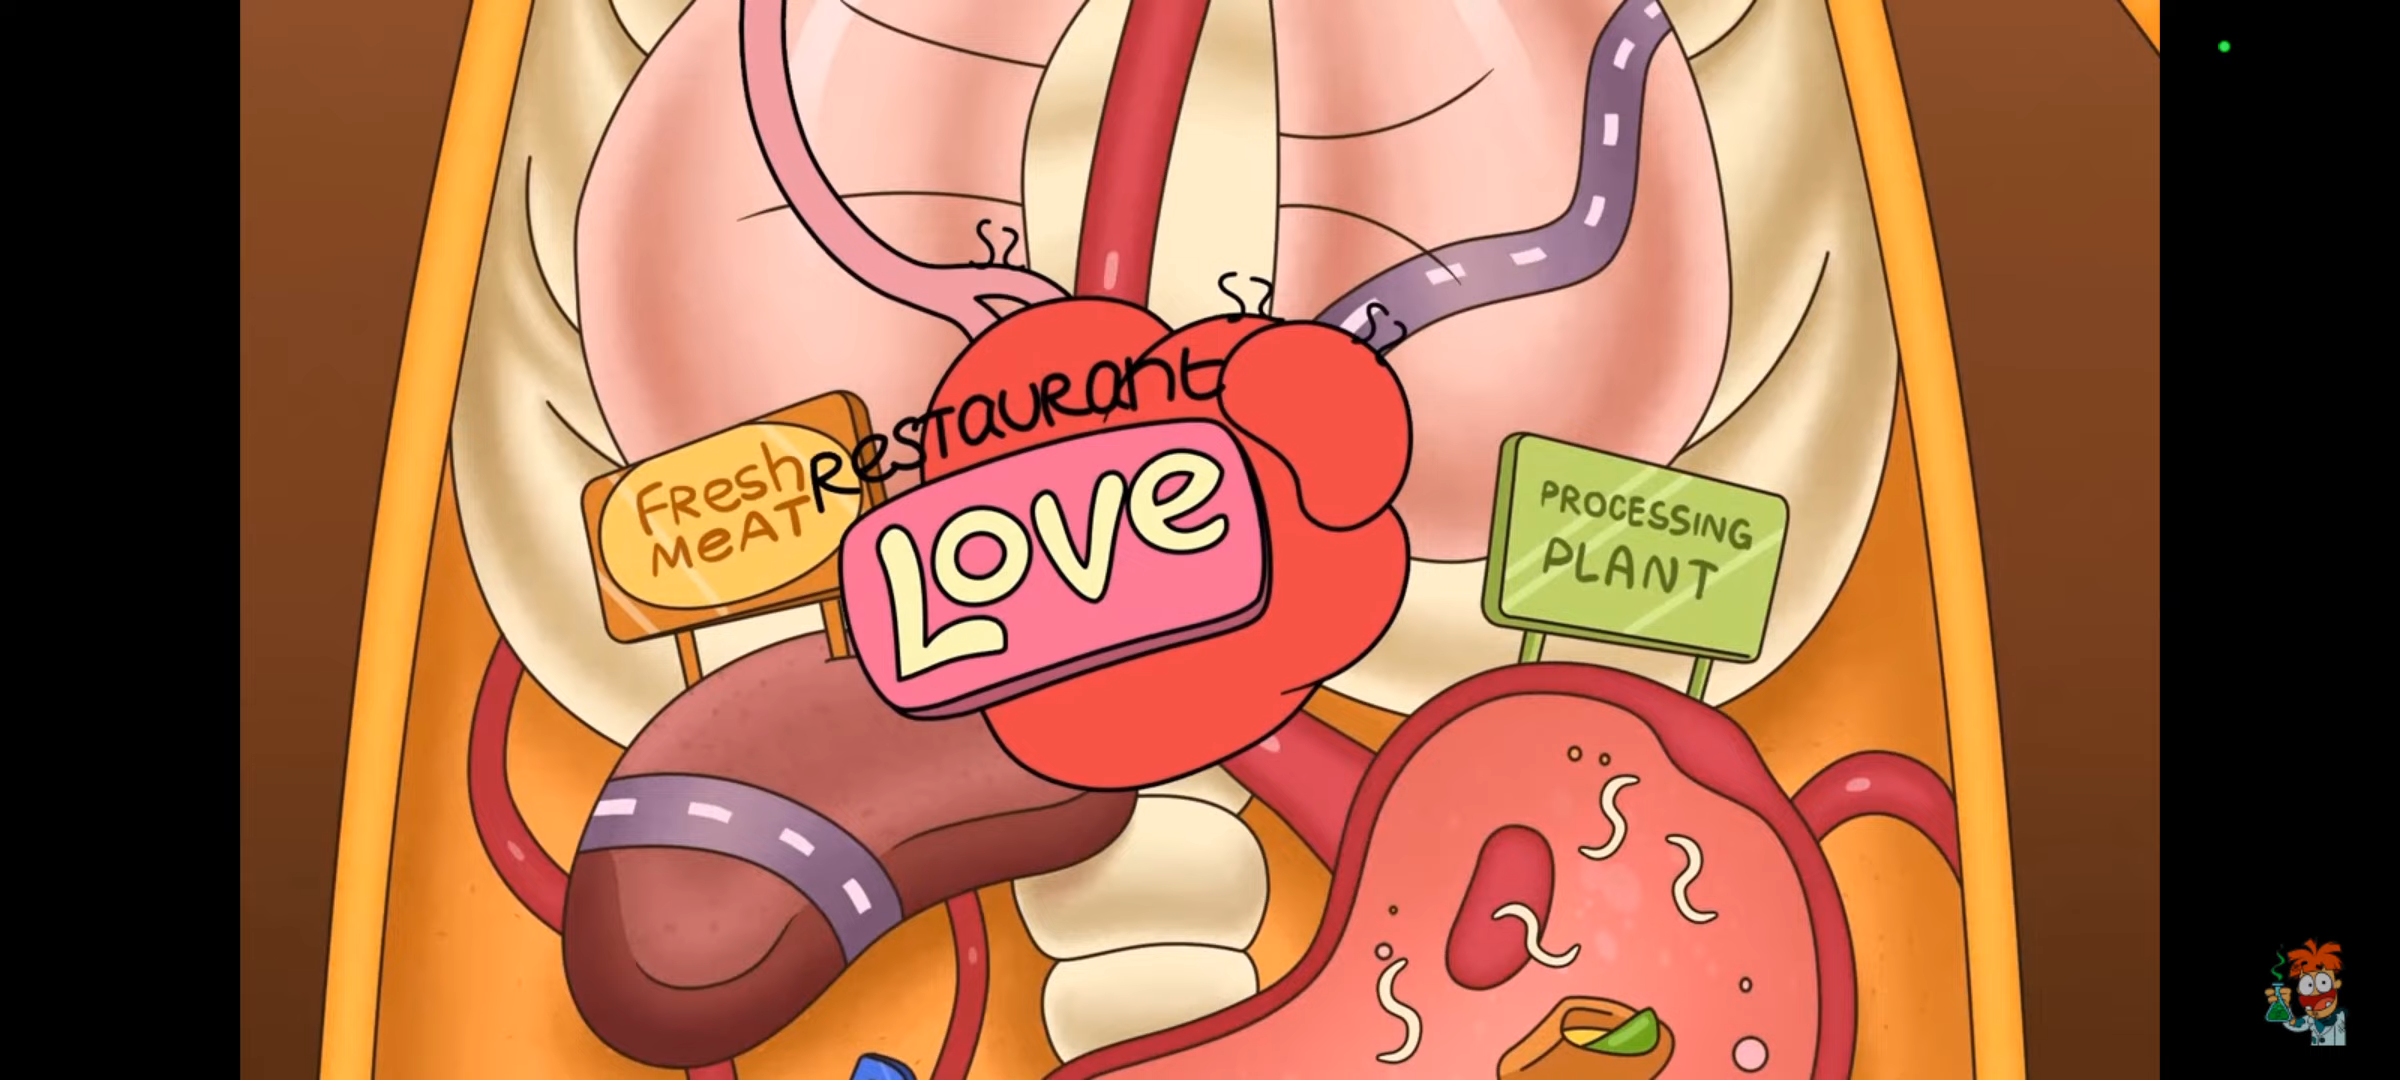 FResh
MeAT
RestauRant
Love
PROCESSING
PLANT